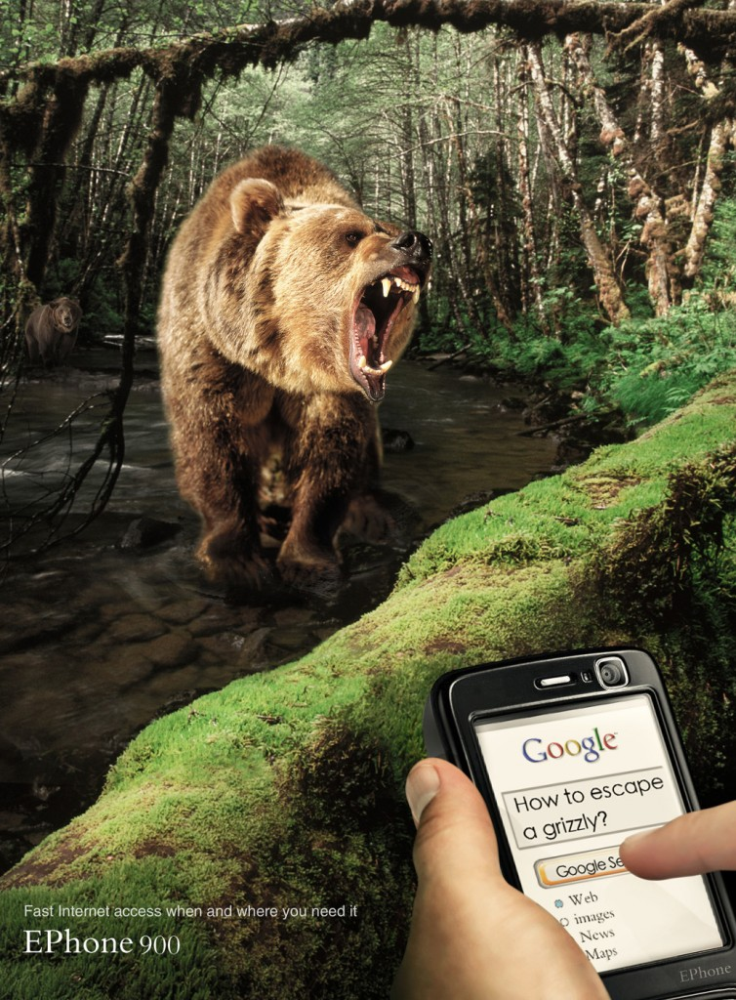 Google™
How to escape
a grizzly?
Google Se
Web
images
News
Maps
EPhone
Fast Internet access when and where you need it
EPhone 900